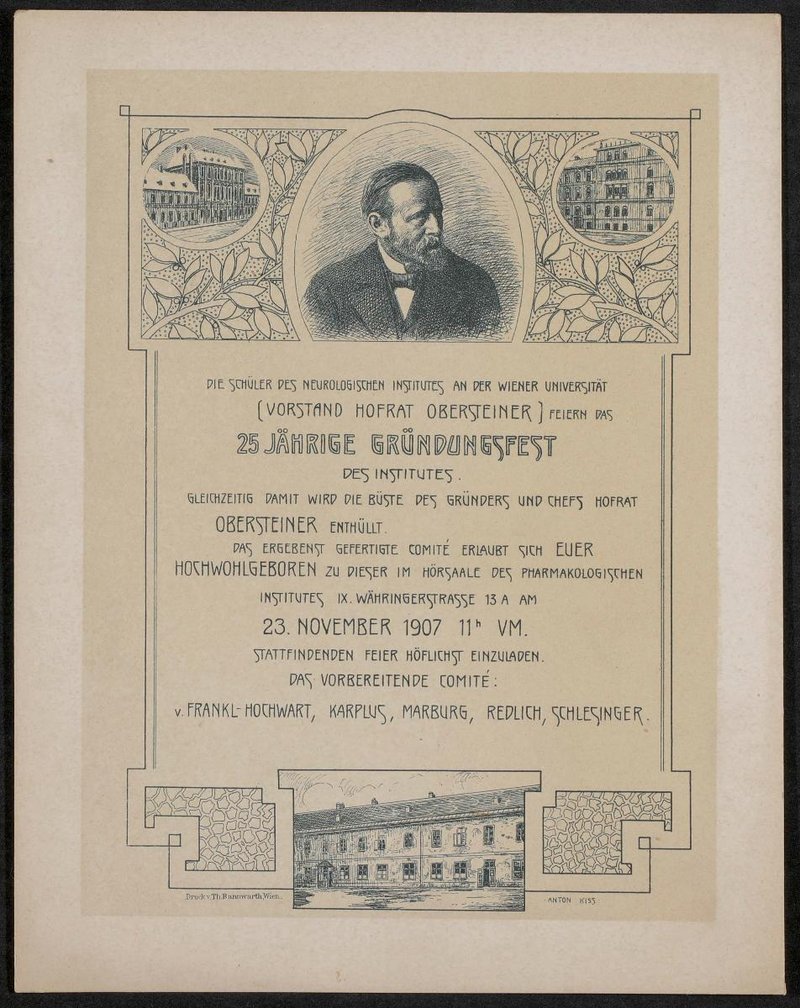 DIE SCHÜLER DES NEUROLOGISCHEN INSTITUTES AN DER WIENER UNIVERSITÄT
(VORSTAND HOFRAT OBERSTEINER) FEIERN DAS
25 JÄHRIGE GRÜNDUNGSFEST
DES INSTITUTES.
GLEICHZEITIG DAMIT WIRD DIE BÜSTE DES GRÜNDERS UND CHEFS HOFRAT
OBERSTEINER ENTHÜLLT.
DAS ERGEBENST GEFERTIGTE COMITÉ ERLAUBT SICH EUER
HOCHWOHLGEBOREN ZU DIESER IM HÖRSAALE DES PHARMAKOLOGISCHEN
INSTITUTES IX. WÄHRINGERSTRASSE 13 A AM
23. NOVEMBER 1907 11h VM.
STATTFINDENDEN FEIER HÖFLICHST EINZULADEN.
DAS VORBEREITENDE COMITÉ:
v. FRANKL-HOCHWART, KARPLUS, MARBURG, REDLICH, SCHLESINGER.
Druck v. Th. Bannwarth, Wien.
ANTON KISS